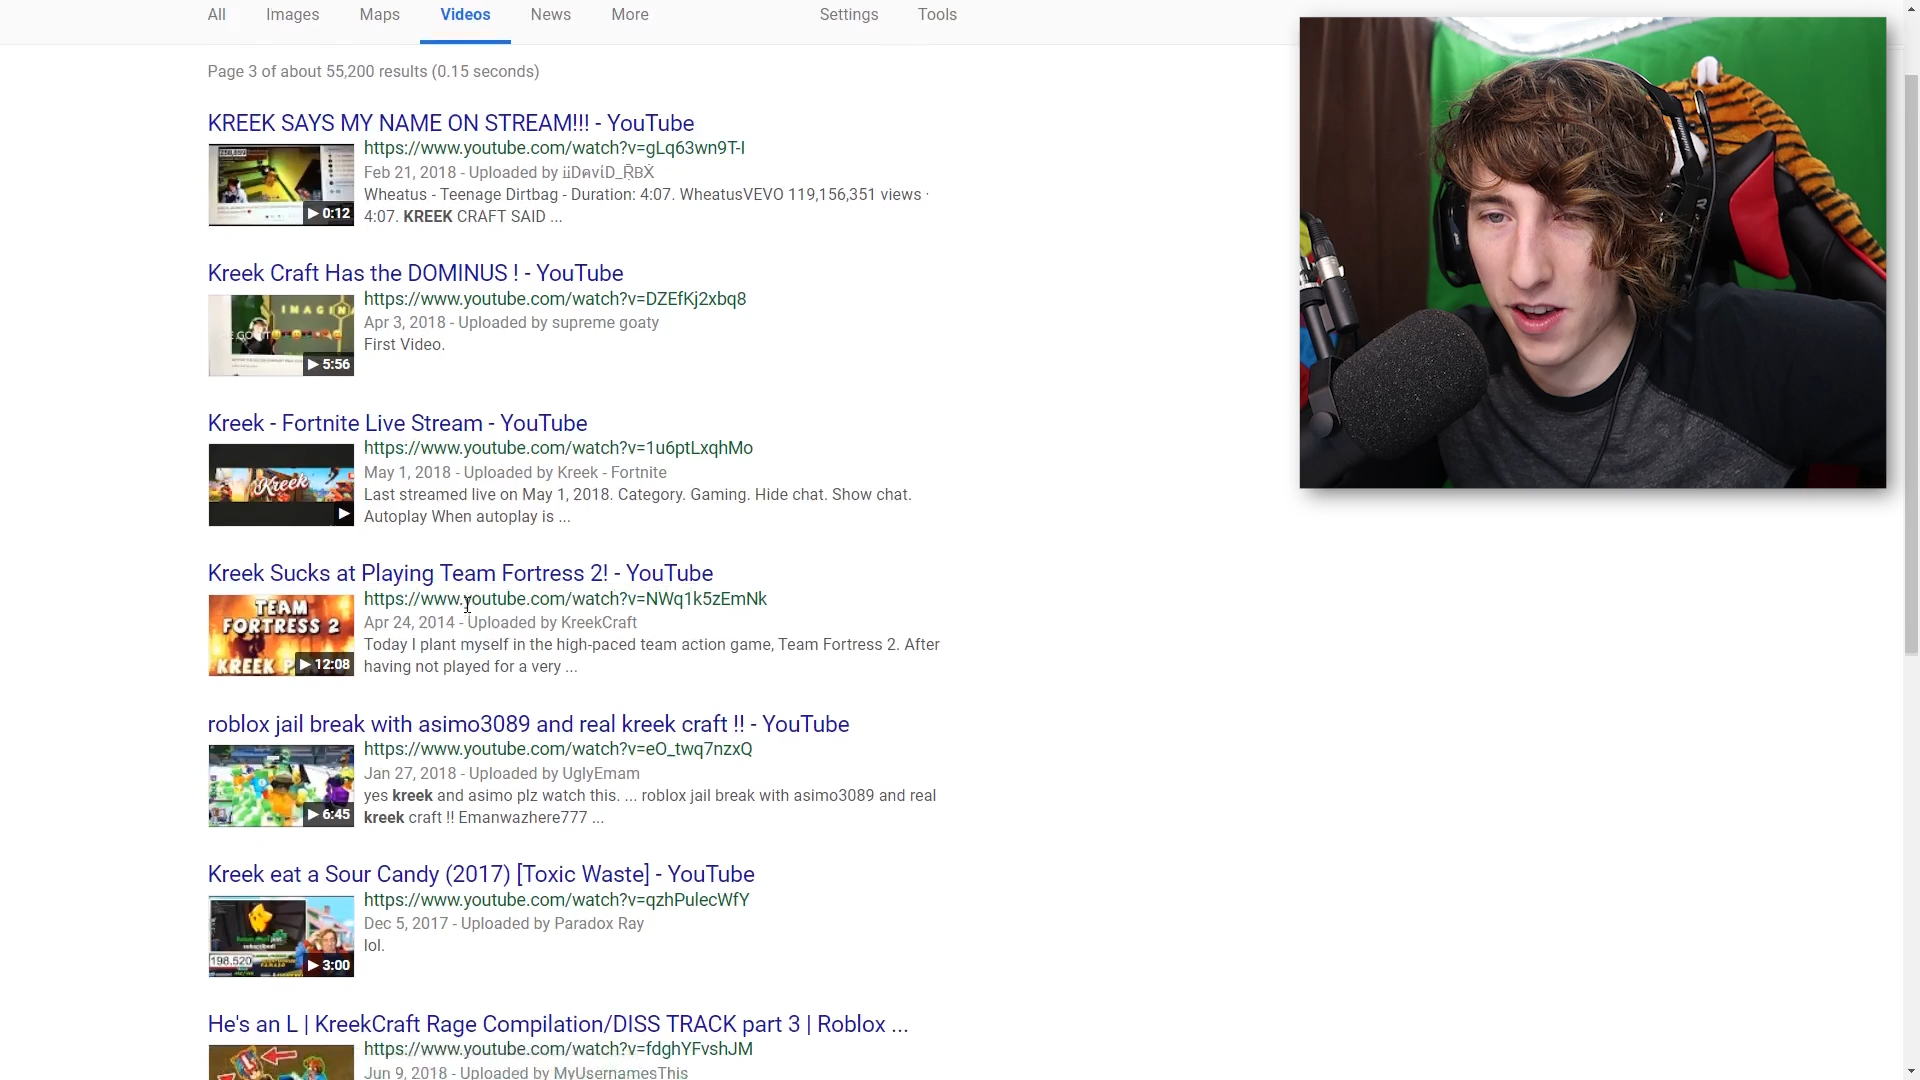 All Images Maps Videos News More Settings Tools
Page 3 of about 55,200 results (0.15 seconds)
KREEK SAYS MY NAME ON STREAM!!! - YouTube
https://www.youtube.com/watch?v=gLq63wn9T-I
Feb 21, 2018 - Uploaded by
Wheatus - Teenage Dirtbag - Duration: 4:07. WheatusVEVO 119,156,351 views ·
4:07. KREEK CRAFT SAID ...
0:12
Kreek Craft Has the DOMINUS ! - YouTube
https://www.youtube.com/watch?v=DZEfKj2xbq8
Apr 3, 2018 - Uploaded by supreme goaty
First Video.
IMAGIN
5:56
Kreek - Fortnite Live Stream - YouTube
https://www.youtube.com/watch?v=1u6ptLxqhMo
May 1, 2018 - Uploaded by Kreek - Fortnite
Last streamed live on May 1, 2018. Category. Gaming. Hide chat. Show chat.
Autoplay When autoplay is ...
Kreek
Kreek Sucks at Playing Team Fortress 2! - YouTube
https://www.youtube.com/watch?v=NWq1k5zEmNk
Apr 24, 2014 - Uploaded by KreekCraft
Today I plant myself in the high-paced team action game, Team Fortress 2. After
having not played for a very ...
TEAM
FORTRESS 2
KREEK P
12:08
roblox jail break with asimo3089 and real kreek craft !! - YouTube
https://www.youtube.com/watch?v=eO_twq7nzxQ
Jan 27, 2018 - Uploaded by UglyEmam
yes kreek and asimo plz watch this. ... roblox jail break with asimo3089 and real
kreek craft !! Emanwazhere777 ...
6:45
Kreek eat a Sour Candy (2017) [Toxic Waste] - YouTube
https://www.youtube.com/watch?v=qzhPulecWfY
Dec 5, 2017 - Uploaded by Paradox Ray
lol.
198,520
3:00
He's an L | KreekCraft Rage Compilation/DISS TRACK part 3 | Roblox ...
https://www.youtube.com/watch?v=fdghYFvshJM
Jun 9, 2018 - Uploaded by MyUsernamesThis